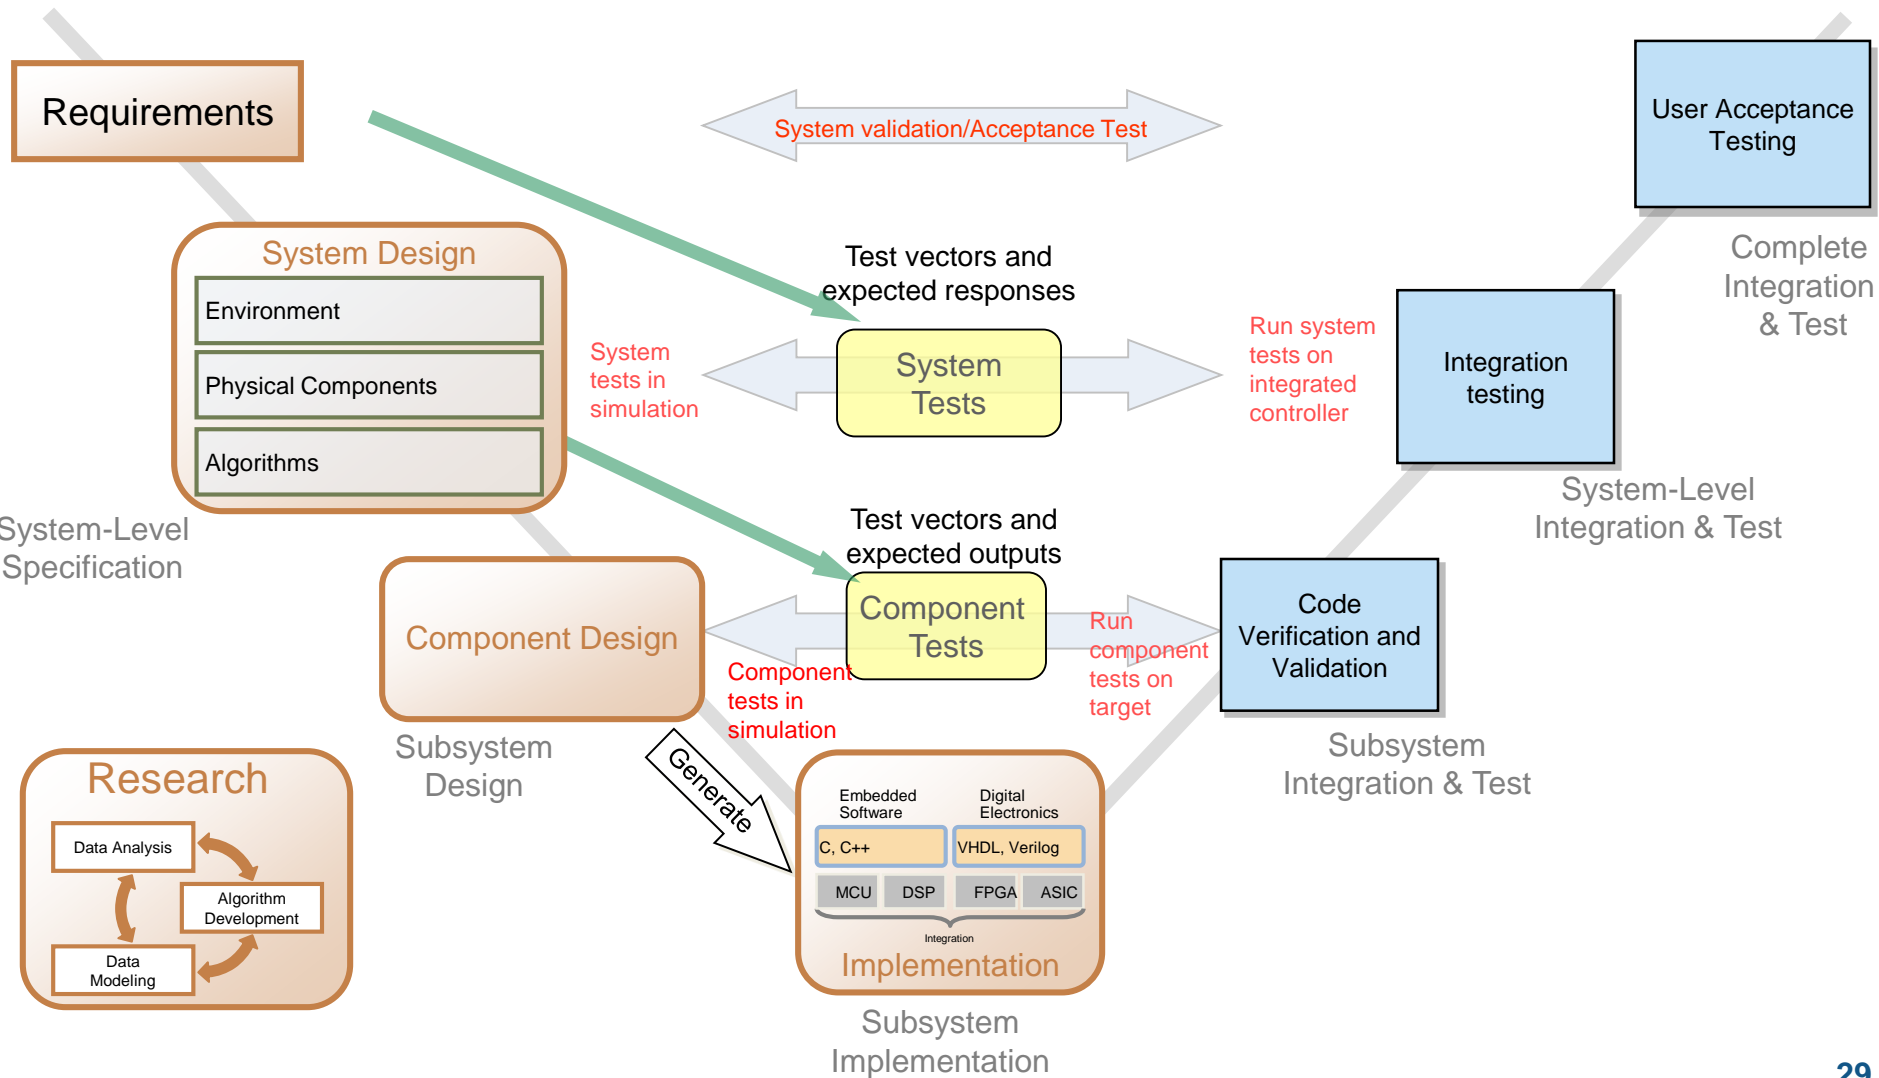 Requirements
System validation/Acceptance Test
User Acceptance
Testing
Complete
Integration
& Test
System Design
Environment
Physical Components
Algorithms
System-Level
Specification
Test vectors and
expected responses
System
tests in
simulation
System
Tests
Run system
tests on
integrated
controller
Integration
testing
System-Level
Integration & Test
Test vectors and
expected outputs
Component Design
Subsystem
Design
Component
Tests
Component
tests in
simulation
Run
component
tests on
target
Code
Verification and
Validation
Subsystem
Integration & Test
Generate
Research
Data Analysis
Algorithm
Development
Data
Modeling
Embedded
Software
Digital
Electronics
C, C++
VHDL, Verilog
MCU
DSP
FPGA
ASIC
Integration
Implementation
Subsystem
Implementation
29